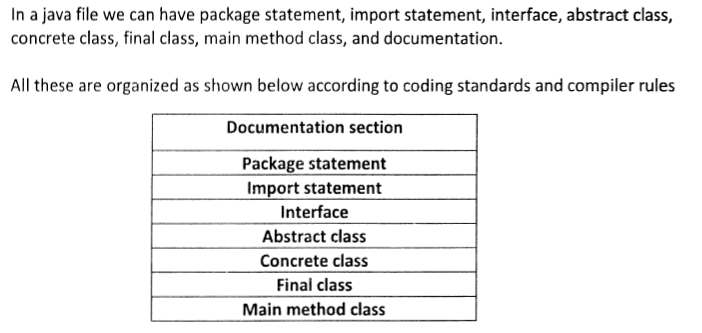 In a java file we can have package statement, import statement, interface, abstract class,
concrete class, final class, main method class, and documentation.
All these are organized as shown below according to coding standards and compiler rules
Documentation section
Package statement
Import statement
Interface
Abstract class
Concrete class
Final class
Main method class